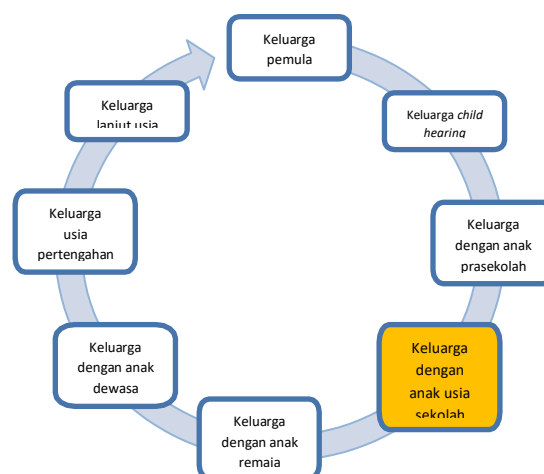 Keluarga
pemula
Keluarga child
hearing
Keluarga
dengan anak
prasekolah
Keluarga
dengan
anak usia
sekolah
Keluarga
dengan anak
remaia
Keluarga
dengan anak
dewasa
Keluarga
usia
pertengahan
Keluarga
lanjut usia